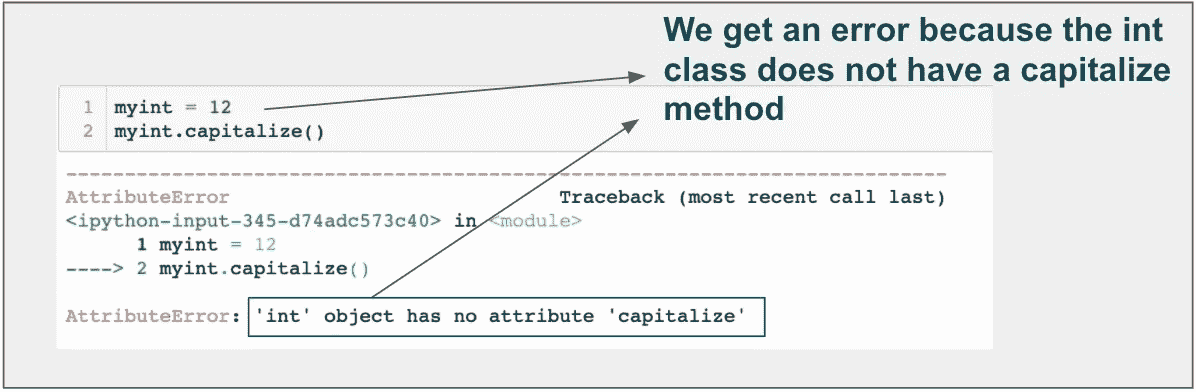 We get an error because the int
class does not have a capitalize
method
1 myint = 12
2 myint.capitalize()
---------------------------------------------------------------------------
AttributeError Traceback (most recent call last)
<ipython-input-345-d74adc573c40> in <module>
1 myint = 12
----> 2 myint.capitalize()
AttributeError: 'int' object has no attribute 'capitalize'